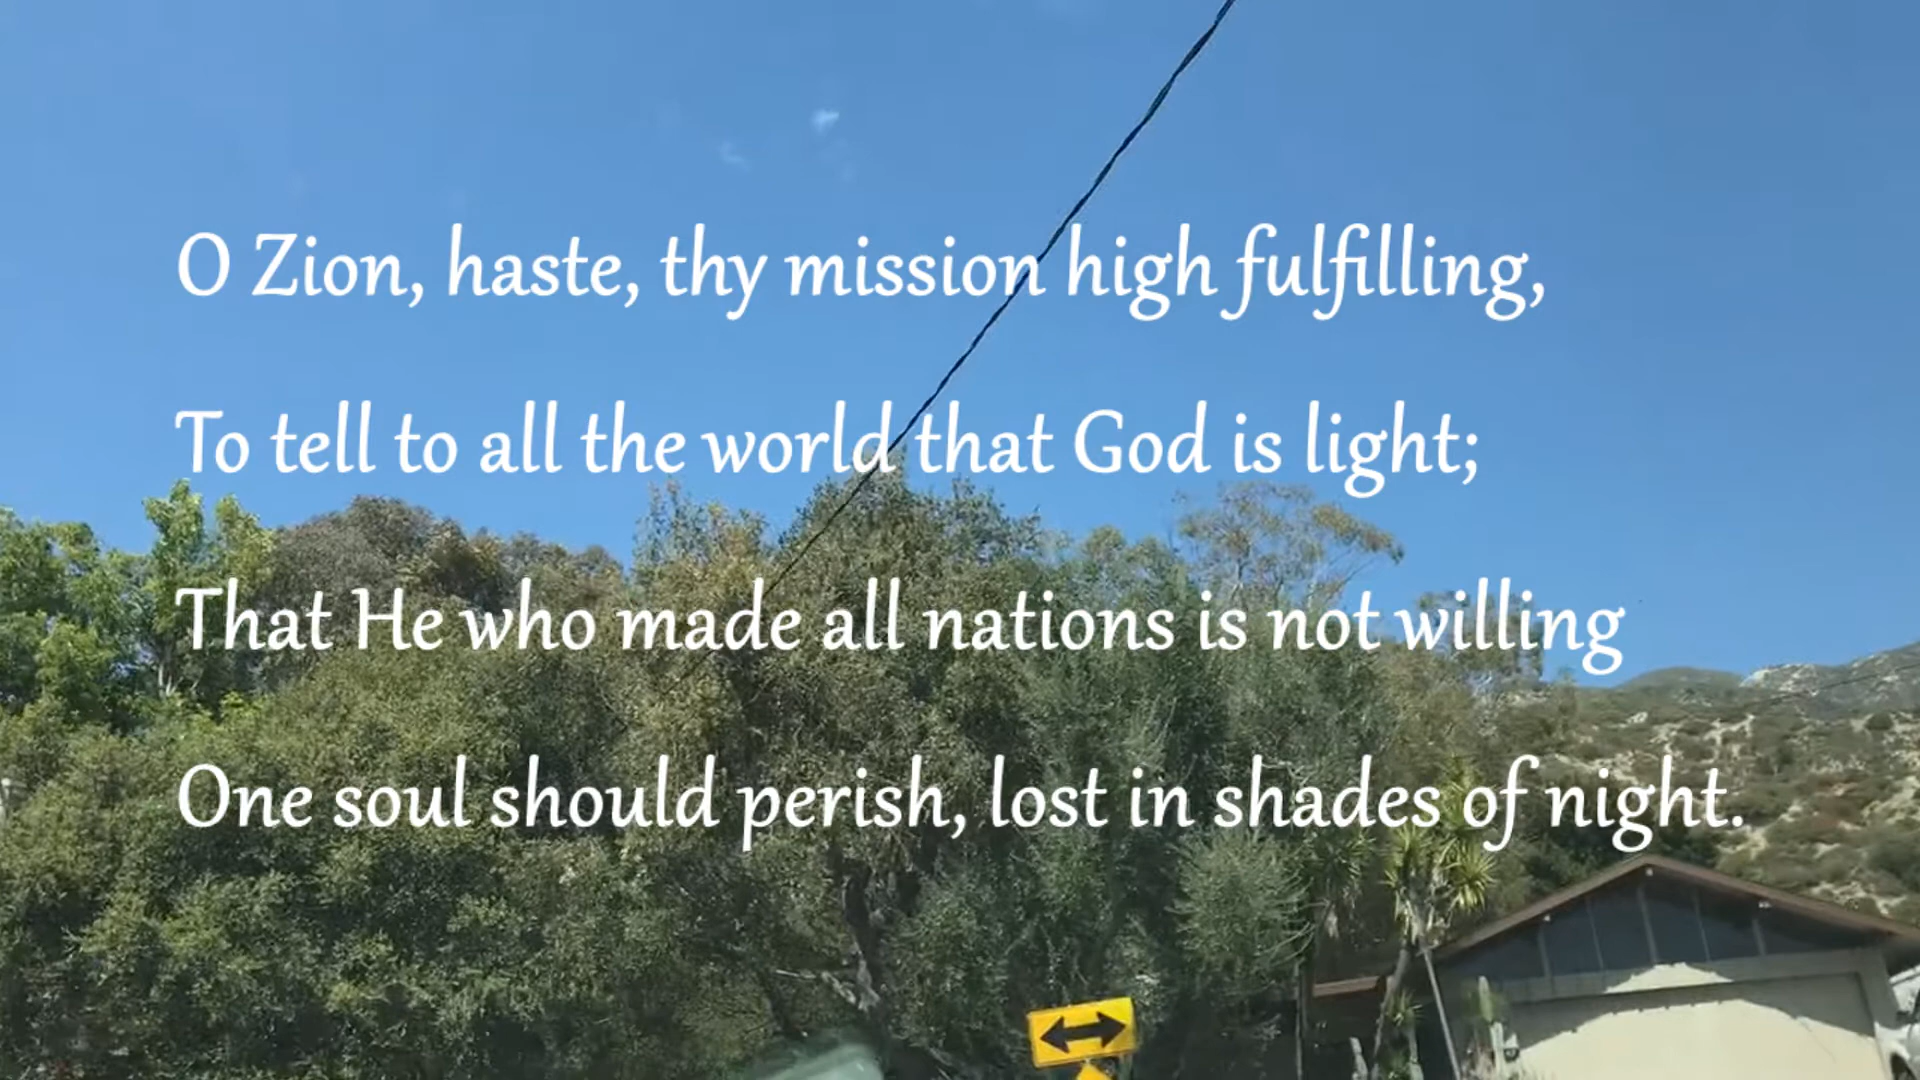 O Zion, haste, thy mission high fulfilling,
To tell to all the world that God is light;
That He who made all nations is not willing
One soul should perish, lost in shades of night.